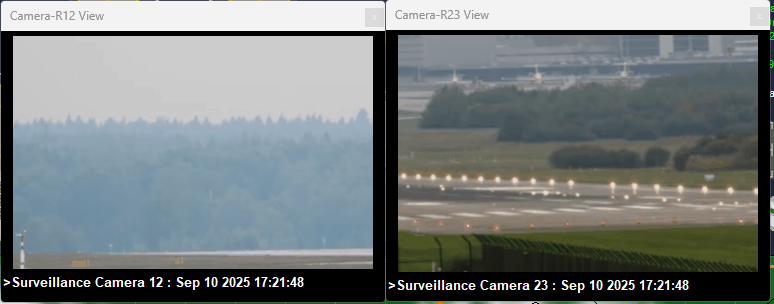 Camera-R12 View
x
Camera-R23 View
x
>Surveillance Camera 12 : Sep 10 2025 17:21:48
>Surveillance Camera 23 : Sep 10 2025 17:21:48